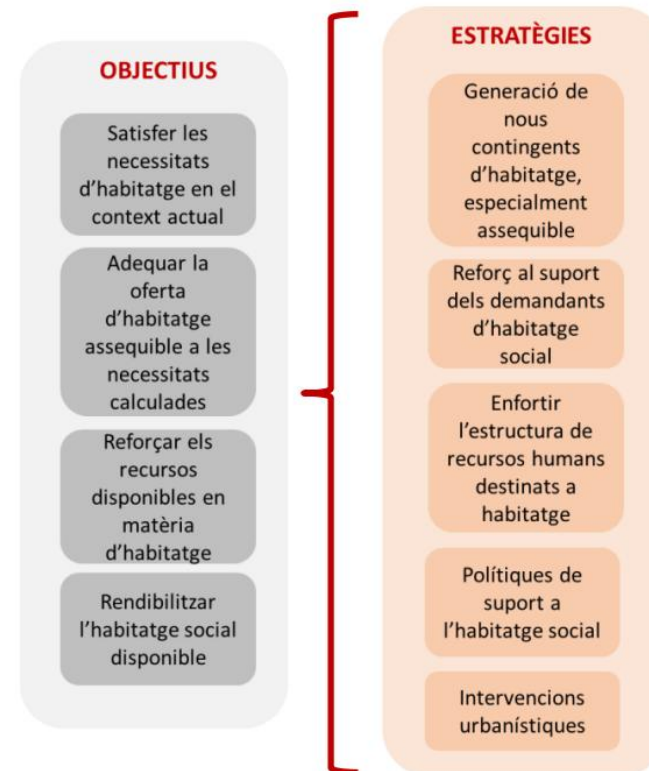 OBJECTIUS
Satisfer les
necessitats
d'habitatge en el
context actual
Adequar la
oferta
d'habitatge
assequible a les
necessitats
calculades
Reforçar els
recursos
disponibles en
matèria
d'habitatge
Rendibilitzar
l'habitatge social
disponible
ESTRATÈGIES
Generació de
nous
contingents
d'habitatge,
especialment
assequible
Reforç al suport
dels demandants
d'habitatge
social
Enfortir
l'estructura de
recursos humans
destinats a
habitatge
Polítiques de
suport a
l'habitatge social
Intervencions
urbanístiques